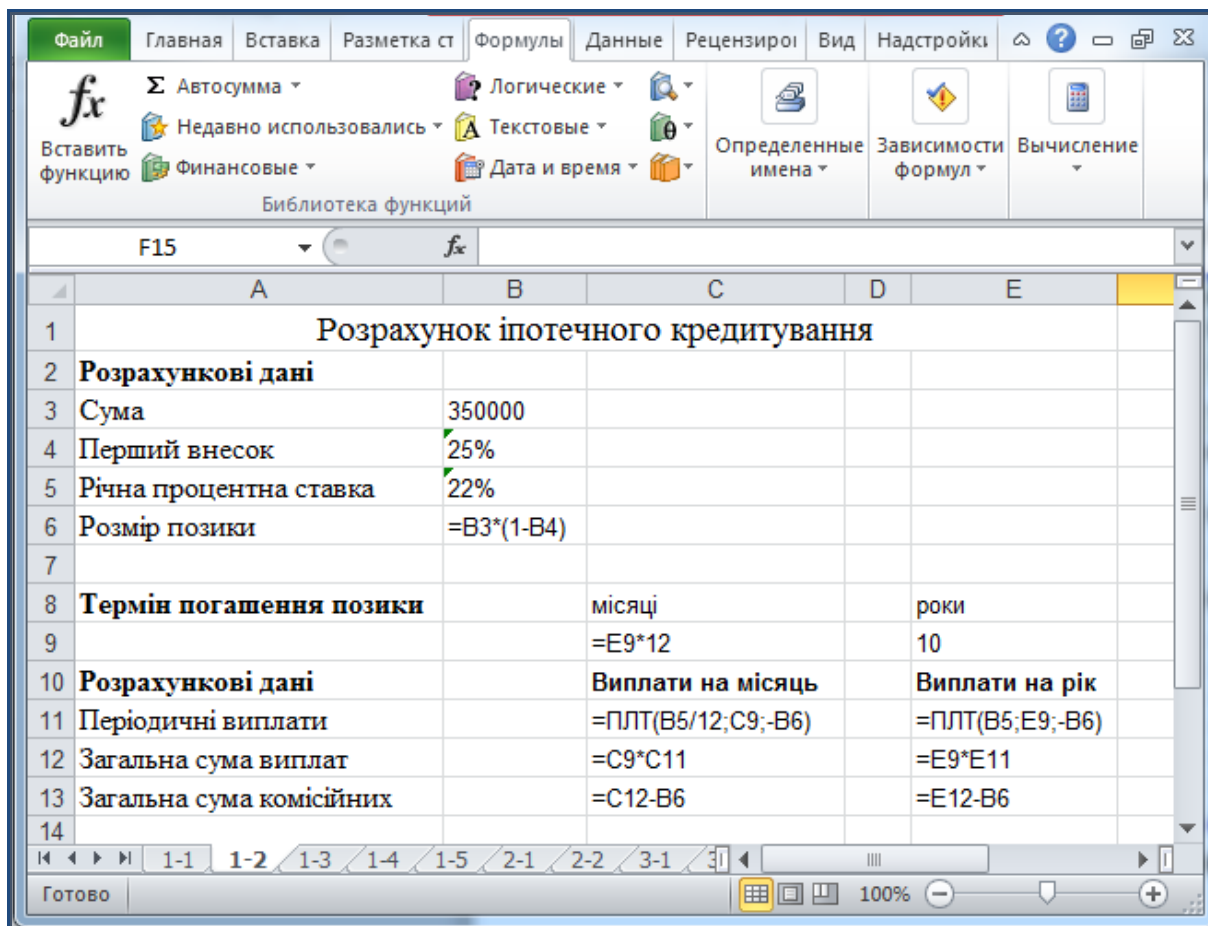 Файл Главная Вставка Разметка ст Формулы Данные Рецензирої Вид Надстройкі
fx Σ Автосумма Логические
Недавно использовались Текстовые
Вставить функцию Финансовые Дата и время
Определенные имена Зависимости формул Вычисление
Библиотека функций
F15 fx
A B C D E
1 Розрахунок іпотечного кредитування
2 Розрахункові дані
3 Сума 350000
4 Перший внесок 25%
5 Річна процентна ставка 22%
6 Розмір позики =B3*(1-B4)
7
8 Термін погашення позики місяці роки
9 =E9*12 10
10 Розрахункові дані Виплати на місяць Виплати на рік
11 Періодичні виплати =ПЛТ(B5/12;C9;-B6) =ПЛТ(B5;E9;-B6)
12 Загальна сума виплат =C9*C11 =E9*E11
13 Загальна сума комісійних =C12-B6 =E12-B6
14
1-1 1-2 1-3 1-4 1-5 2-1 2-2 3-1
Готово 100%